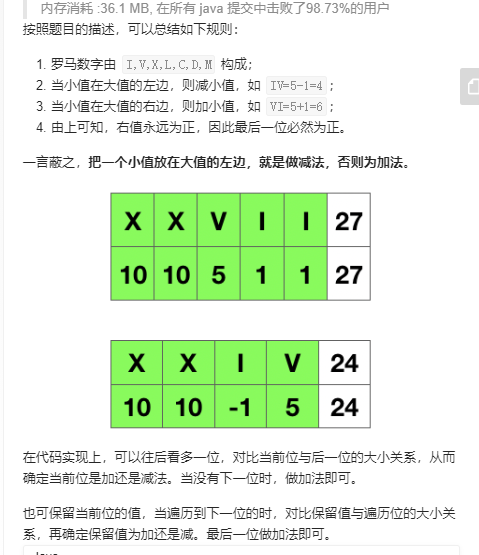 内存消耗 :36.1 MB, 在所有 java 提交中击败了98.73%的用户
按照题目的描述，可以总结如下规则：
1. 罗马数字由 I,V,X,L,C,D,M 构成；
2. 当小值在大值的左边，则减小值，如 IV=5-1=4；
3. 当小值在大值的右边，则加小值，如 VI=5+1=6；
4. 由上可知，右值永远为正，因此最后一位必然为正。
一言蔽之，把一个小值放在大值的左边，就是做减法，否则为加法。
X X V I I 27
10 10 5 1 1 27
X X I V 24
10 10 -1 5 24
在代码实现上，可以往后看多一位，对比当前位与后一位的大小关系，从而
确定当前位是加还是减法。当没有下一位时，做加法即可。
也可保留当前位的值，当遍历到下一位的时，对比保留值与遍历位的大小关
系，再确定保留值为加还是减。最后一位做加法即可。